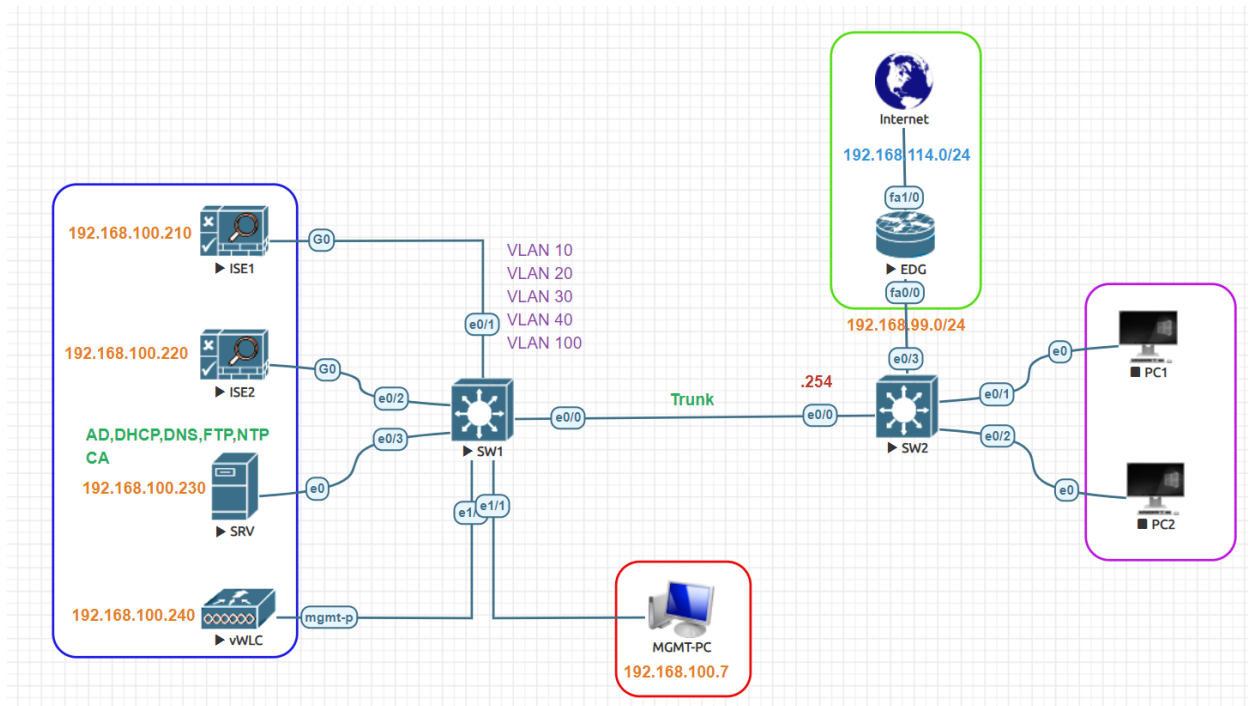 Internet
192.168.114.0/24
fa1/0
EDG
fa0/0
192.168.99.0/24
e0/3
192.168.100.210
G0
ISE1
VLAN 10
VLAN 20
VLAN 30
VLAN 40
VLAN 100
e0/1
192.168.100.220
G0
ISE2
e0/2
AD,DHCP,DNS,FTP,NTP
CA
192.168.100.230
e0
SRV
e0/3
SW1
e0/0
Trunk
.254
e0/0
SW2
e0/1
e0
PC1
e0/2
e0
PC2
e1/
e1/1
192.168.100.240
mgmt-p
vWLC
MGMT-PC
192.168.100.7